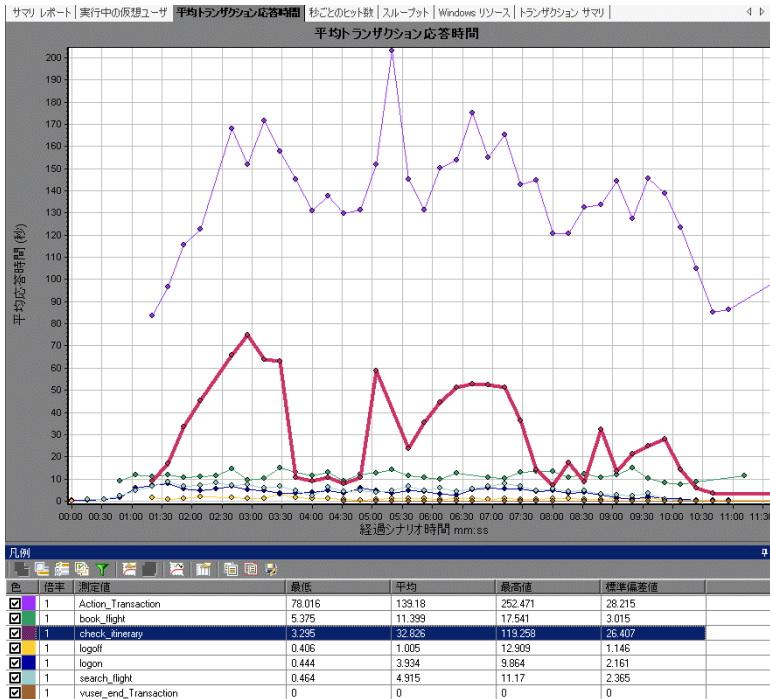 サマリ レポート 実行中の仮想ユーザ 平均トランザクション応答時間 秒ごとのヒット数 スループット Windows リソース トランザクション サマリ
平均トランザクション応答時間
200
190
180
170
160
150
140
130
120
110
100
90
80
70
60
50
40
30
20
10
0
平均応答時間 (秒)
00:00 00:30 01:00 01:30 02:00 02:30 03:00 03:30 04:00 04:30 05:00 05:30 06:00 06:30 07:00 07:30 08:00 08:30 09:00 09:30 10:00 10:30 11:00 11:30
経過シナリオ時間 mm:ss
凡例
色 倍率 測定値 最低 平均 最高値 標準偏差値
1 Action_Transaction 78.016 139.18 252.471 28.215
1 book_flight 5.375 11.399 17.541 3.015
1 check_itinerary 3.295 32.826 119.258 26.407
1 logoff 0.406 1.005 12.909 1.146
1 logon 0.444 3.934 9.864 2.161
1 search_flight 0.464 4.915 11.17 2.365
1 vuser_end_Transaction 0 0 0 0